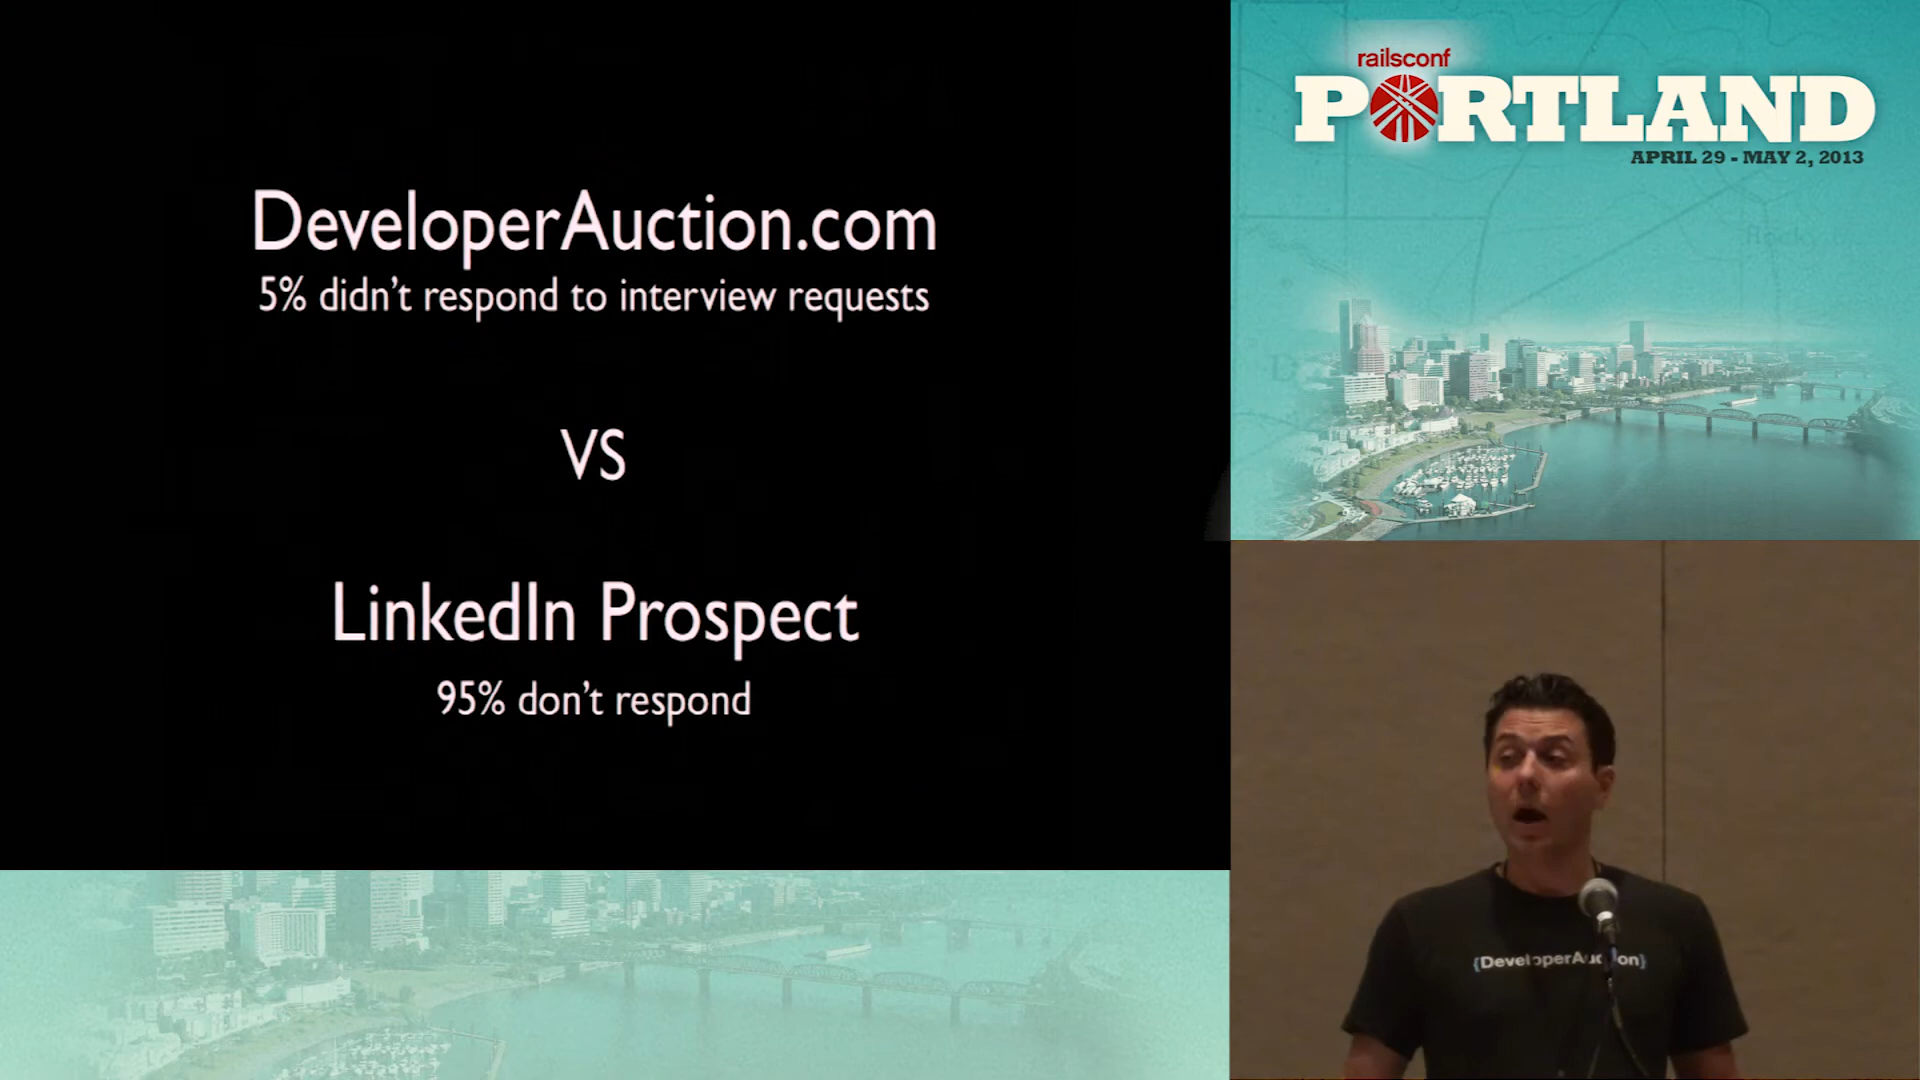 DeveloperAuction.com
5% didn't respond to interview requests
VS
LinkedIn Prospect
95% don't respond
railsconf
PORTLAND
APRIL 29 - MAY 2, 2013
{DeveloperAuction}